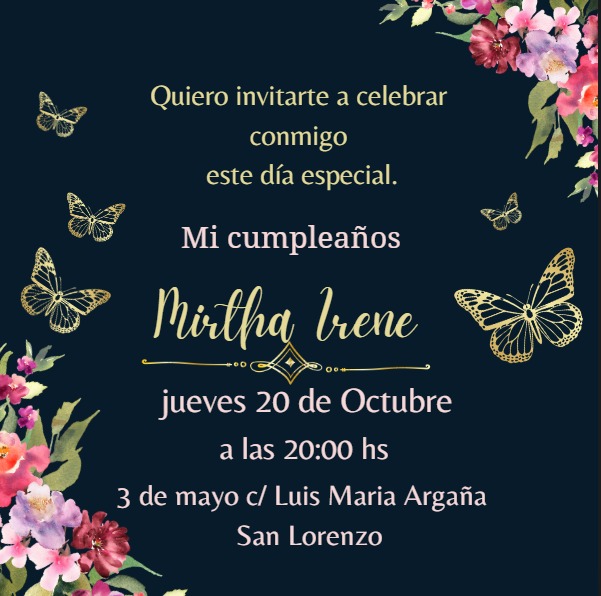 Quiero invitarte a celebrar
conmigo
este día especial.
Mi cumpleaños
Mirtha Irene
jueves 20 de Octubre
a las 20:00 hs
3 de mayo c/ Luis Maria Argaña
San Lorenzo